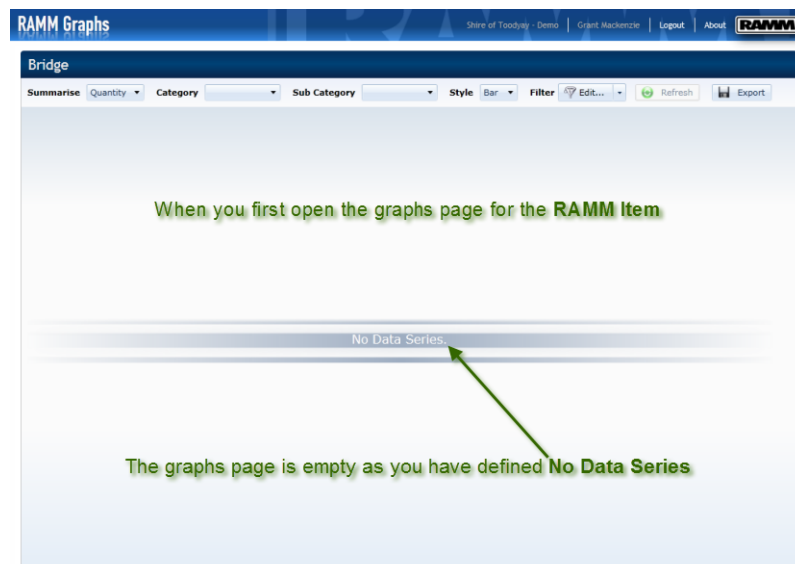 RAMM Graphs
Shire of Toodyay - Demo | Grant Mackenzie | Logout | About RAMM
Bridge
Summarise Quantity Category Sub Category Style Bar Filter Edit... Refresh Export
When you first open the graphs page for the RAMM Item
No Data Series.
The graphs page is empty as you have defined No Data Series